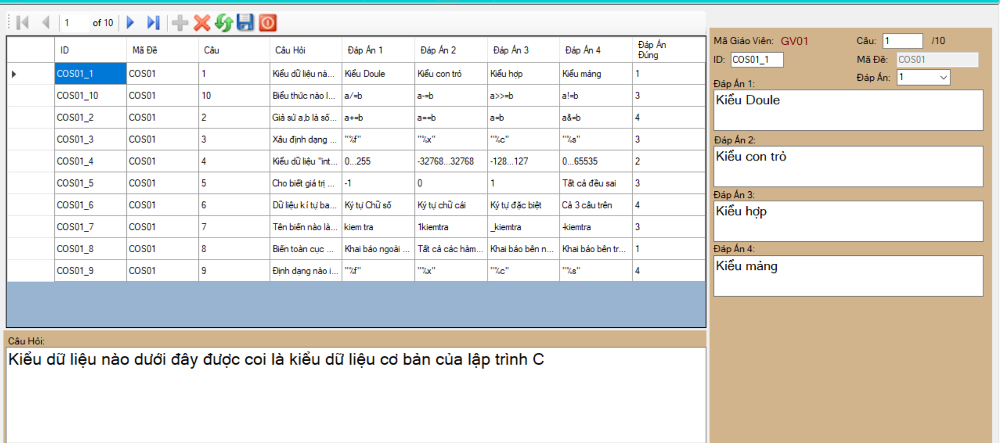 1 of 10
ID Mã Đề Câu Câu Hỏi Đáp Án 1 Đáp Án 2 Đáp Án 3 Đáp Án 4 Đáp Án Đúng
COS01_1 COS01 1 Kiểu dữ liệu nà... Kiểu Doule Kiểu con trỏ Kiểu hợp Kiểu mảng 1
COS01_10 COS01 10 Biểu thức nào l... a/=b a-=b a>>=b a!=b 3
COS01_2 COS01 2 Giả sử a,b là số... a+=b a==b a=b a&=b 4
COS01_3 COS01 3 Xâu định dạng ... "%f" "%x" "%c" "%s" 3
COS01_4 COS01 4 Kiểu dữ liệu "int... 0...255 -32768...32768 -128...127 0...65535 2
COS01_5 COS01 5 Cho biết giá trị ... -1 0 1 Tất cả đều sai 3
COS01_6 COS01 6 Dữ liệu kí tự ba... Ký tự Chữ số Ký tự chữ cái Ký tự đặc biệt Cả 3 câu trên 4
COS01_7 COS01 7 Tên biến nào là... kiem tra 1kiemtra _kiemtra -kiemtra 3
COS01_8 COS01 8 Biến toàn cục ... Khai báo ngoài ... Tất cả các hàm... Khai báo bên n... Khai báo bên tr... 1
COS01_9 COS01 9 Định dạng nào i... "%f" "%x" "%c" "%s" 4
Câu Hỏi:
Kiểu dữ liệu nào dưới đây được coi là kiểu dữ liệu cơ bản của lập trình C
Mã Giáo Viên: GV01 Câu: 1 /10
ID: COS01_1 Mã Đề: COS01
Đáp Án: 1
Đáp Án 1:
Kiểu Doule
Đáp Án 2:
Kiểu con trỏ
Đáp Án 3:
Kiểu hợp
Đáp Án 4:
Kiểu mảng